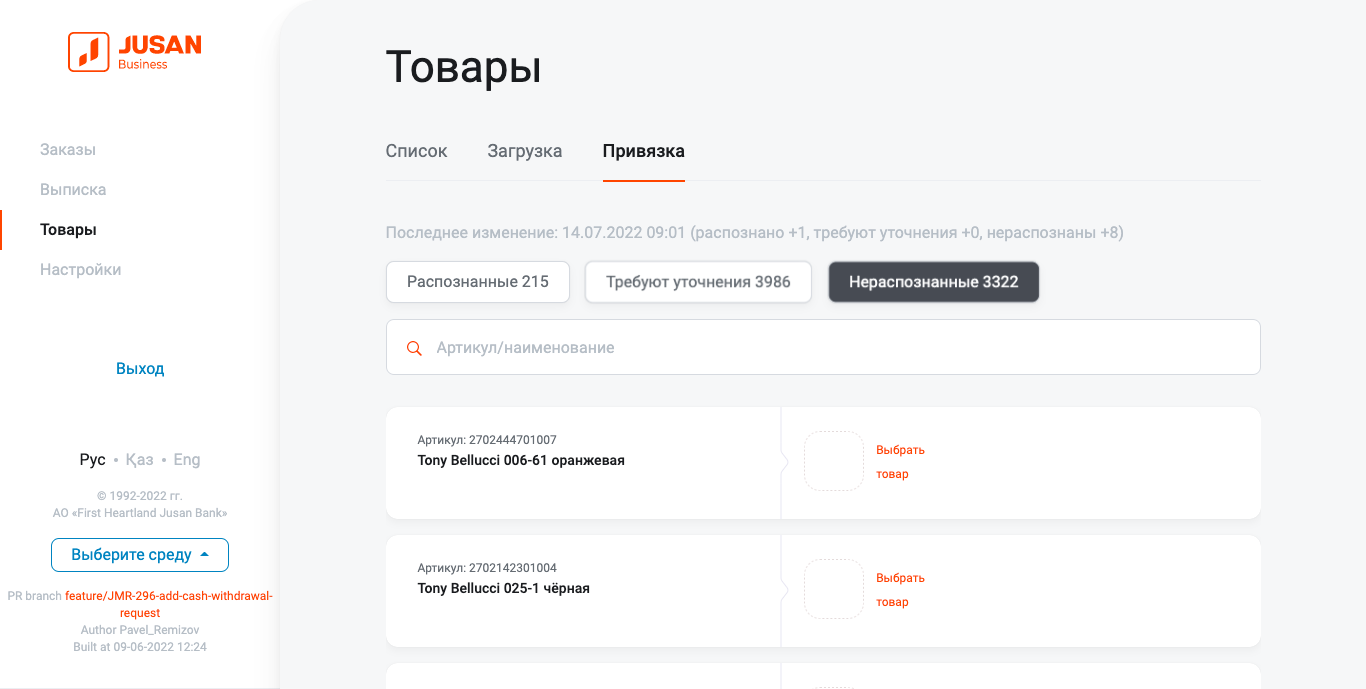 JUSAN
Business
Заказы
Выписка
Товары
Настройки
Выход
Рус • Қаз • Eng
© 1992-2022 гг.
АО «First Heartland Jusan Bank»
Выберите среду
PR branch feature/JMR-296-add-cash-withdrawal-
request
Author Pavel_Remizov
Built at 09-06-2022 12:24
Товары
Список Загрузка Привязка
Последнее изменение: 14.07.2022 09:01 (распознано +1, требуют уточнения +0, нераспознаны +8)
Распознанные 215 Требуют уточнения 3986 Нераспознанные 3322
Артикул/наименование
Артикул: 2702444701007
Tony Bellucci 006-61 оранжевая
Выбрать
товар
Артикул: 2702142301004
Tony Bellucci 025-1 чёрная
Выбрать
товар